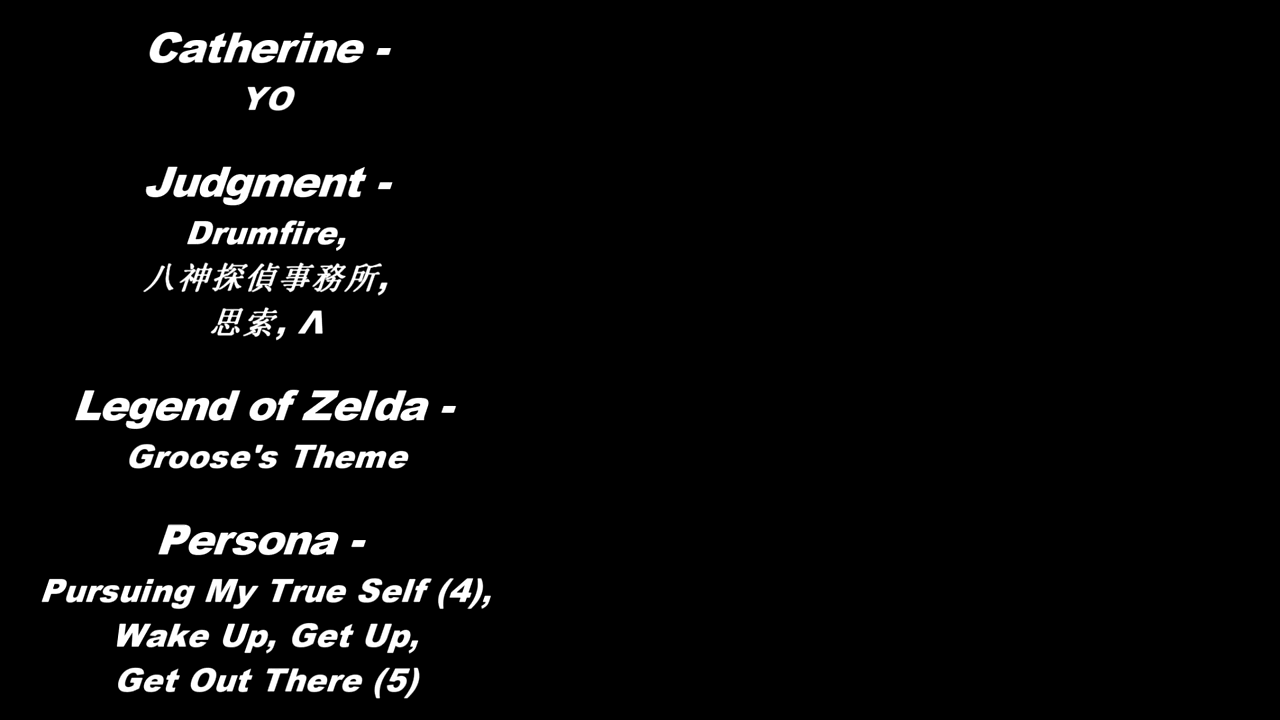 Catherine -
YO
Judgment -
Drumfire,
八神探偵事務所,
思索, Λ
Legend of Zelda -
Groose's Theme
Persona -
Pursuing My True Self (4),
Wake Up, Get Up,
Get Out There (5)